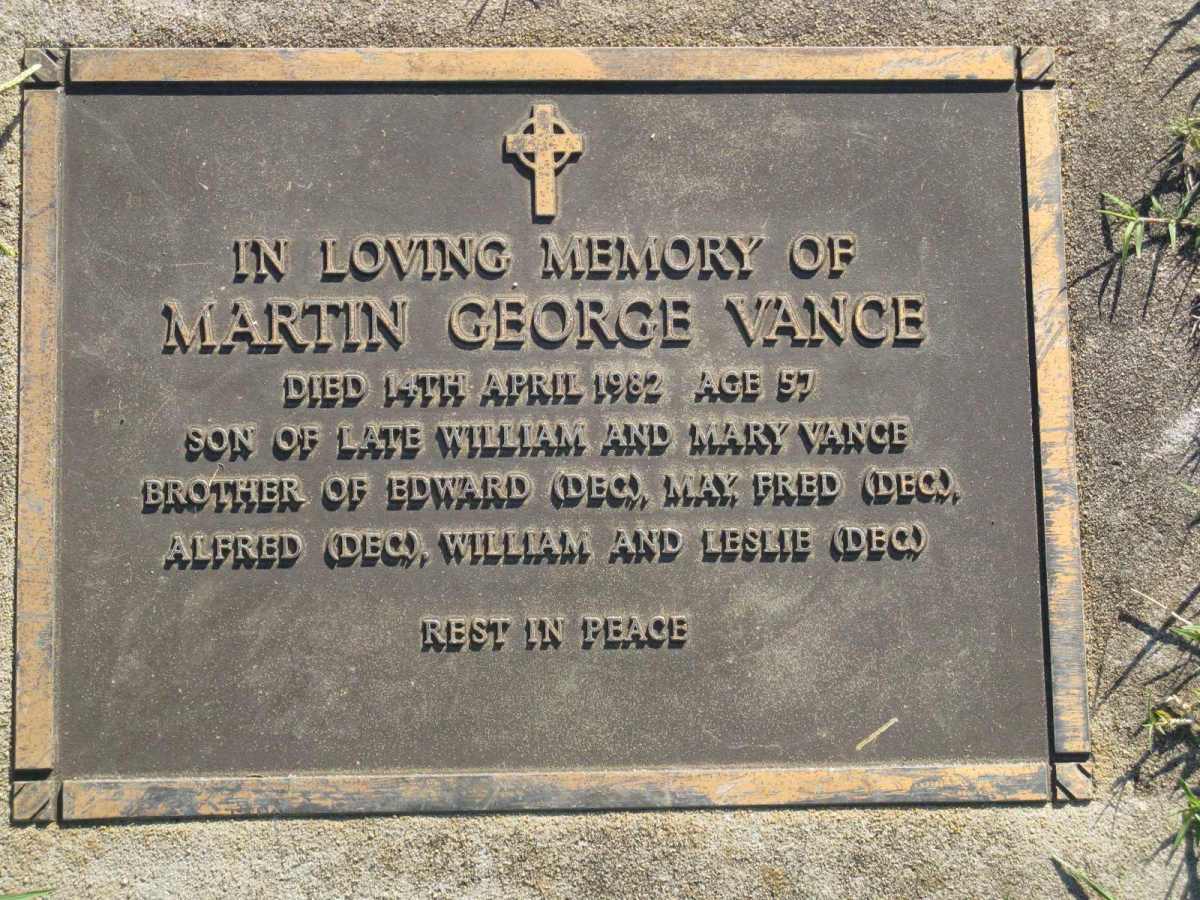 IN LOVING MEMORY OF
MARTIN GEORGE VANCE
DIED 14TH APRIL 1982 AGE 57
SON OF LATE WILLIAM AND MARY VANCE
BROTHER OF EDWARD (DEC), MAY, FRED (DEC),
ALFRED (DEC), WILLIAM AND LESLIE (DEC)
REST IN PEACE